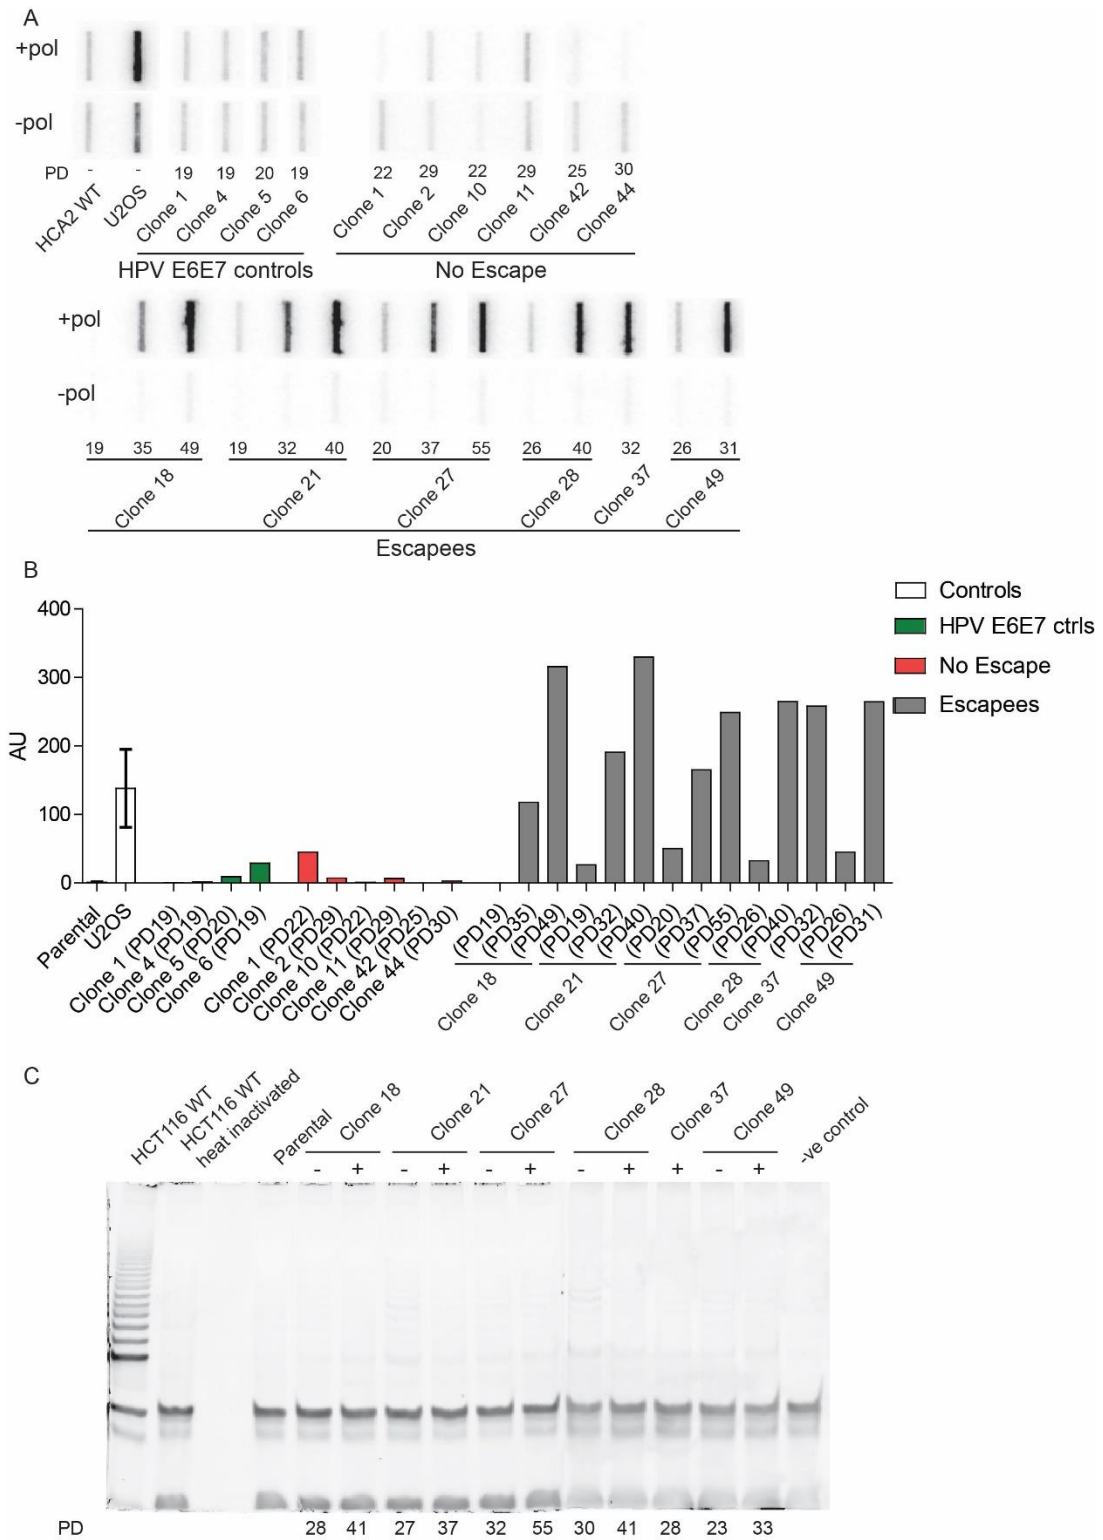 A
+pol
-pol
PD - - 19 19 20 19 22 29 22 29 25 30
HCA2 WT U2OS Clone 1 Clone 4 Clone 5 Clone 6 Clone 1 Clone 2 Clone 10 Clone 11 Clone 42 Clone 44
HPV E6E7 controls No Escape
+pol
-pol
19 35 49 19 32 40 20 37 55 26 40 32 26 31
Clone 18 Clone 21 Clone 27 Clone 28 Clone 37 Clone 49
Escapees
B
Controls
HPV E6E7 ctrls
No Escape
Escapees
400
300
200
100
0
AU
Parental U2OS Clone 1 (PD19) Clone 4 (PD19) Clone 5 (PD20) Clone 6 (PD19) Clone 1 (PD22) Clone 2 (PD29) Clone 10 (PD22) Clone 11 (PD29) Clone 42 (PD25) Clone 44 (PD30) (PD19) (PD35) (PD49) (PD19) (PD32) (PD40) (PD20) (PD37) (PD55) (PD26) (PD40) (PD32) (PD26) (PD31)
Clone 18 Clone 21 Clone 27 Clone 28 Clone 37 Clone 49
C
HCT116 WT
HCT116 WT
heat inactivated
Parental Clone 18 Clone 21 Clone 27 Clone 28 Clone 37 Clone 49 -ve control
- + - + - + - + + - +
PD 28 41 27 37 32 55 30 41 28 23 33